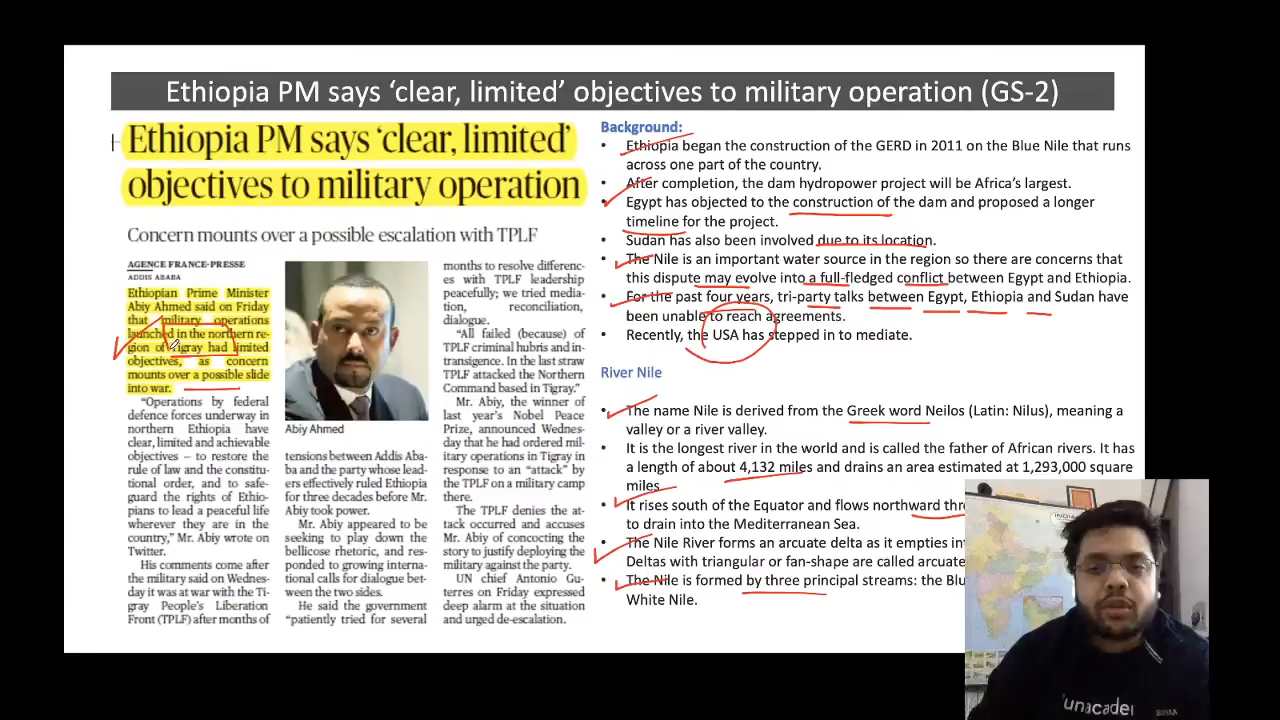 Ethiopia PM says ‘clear, limited’ objectives to military operation (GS-2)
Ethiopia PM says ‘clear, limited’
objectives to military operation
Concern mounts over a possible escalation with TPLF
AGENCE FRANCE-PRESSE
ADDIS ABABA
Ethiopian Prime Minister
Abiy Ahmed said on Friday
that military operations
launched in the northern re-
gion of Tigray had limited
objectives, as concern
mounts over a possible slide
into war.
“Operations by federal
defence forces underway in
northern Ethiopia have
clear, limited and achievable
objectives – to restore the
rule of law and the constitu-
tional order, and to safe-
guard the rights of Ethio-
pians to lead a peaceful life
wherever they are in the
country,” Mr. Abiy wrote on
Twitter.
His comments come after
the military said on Wednes-
day it was at war with the Ti-
gray People’s Liberation
Front (TPLF) after months of
Abiy Ahmed
tensions between Addis Aba-
ba and the party whose lead-
ers effectively ruled Ethiopia
for three decades before Mr.
Abiy took power.
Mr. Abiy appeared to be
seeking to play down the
bellicose rhetoric, and res-
ponded to growing interna-
tional calls for dialogue bet-
ween the two sides.
He said the government
“patiently tried for several
months to resolve differenc-
es with TPLF leadership
peacefully; we tried media-
tion, reconciliation,
dialogue.
“All failed (because) of
TPLF criminal hubris and in-
transigence. In the last straw
TPLF attacked the Northern
Command based in Tigray.”
Mr. Abiy, the winner of
last year’s Nobel Peace
Prize, announced Wednes-
day that he had ordered mil-
itary operations in Tigray in
response to an “attack” by
the TPLF on a military camp
there.
The TPLF denies the at-
tack occurred and accuses
Mr. Abiy of concocting the
story to justify deploying the
military against the party.
UN chief Antonio Gu-
terres on Friday expressed
deep alarm at the situation
and urged de-escalation.
Background:
• Ethiopia began the construction of the GERD in 2011 on the Blue Nile that runs
across one part of the country.
• After completion, the dam hydropower project will be Africa’s largest.
• Egypt has objected to the construction of the dam and proposed a longer
timeline for the project.
• Sudan has also been involved due to its location.
• The Nile is an important water source in the region so there are concerns that
this dispute may evolve into a full-fledged conflict between Egypt and Ethiopia.
• For the past four years, tri-party talks between Egypt, Ethiopia and Sudan have
been unable to reach agreements.
• Recently, the USA has stepped in to mediate.
River Nile
• The name Nile is derived from the Greek word Neilos (Latin: Nilus), meaning a
valley or a river valley.
• It is the longest river in the world and is called the father of African rivers. It has
a length of about 4,132 miles and drains an area estimated at 1,293,000 square
miles
• It rises south of the Equator and flows northward thr
to drain into the Mediterranean Sea.
• The Nile River forms an arcuate delta as it empties in
Deltas with triangular or fan-shape are called arcuate
• The Nile is formed by three principal streams: the Blu
White Nile.
INDIA
unacade